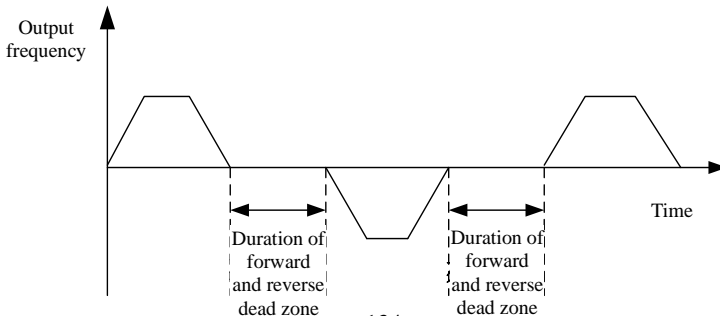 Output
frequency
Time
Duration of
forward
and reverse
dead zone
Duration of
forward
and reverse
dead zone